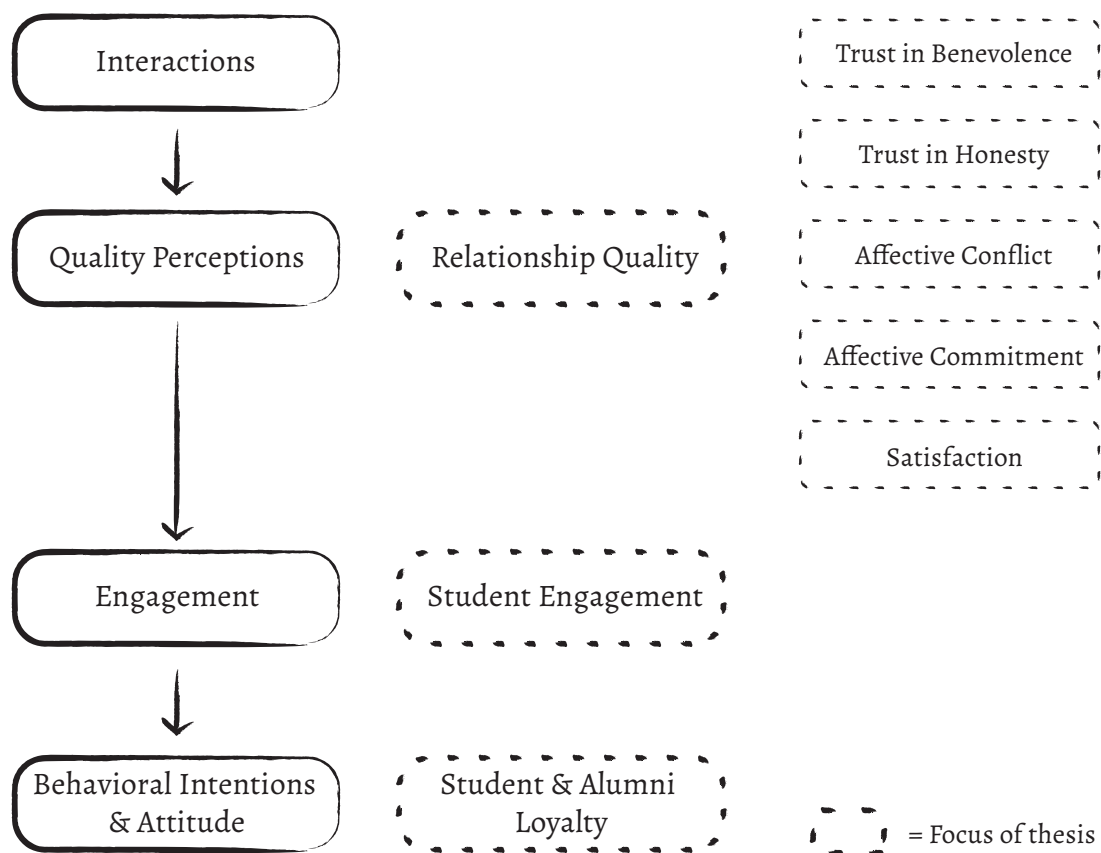 Interactions
Trust in Benevolence
Trust in Honesty
Quality Perceptions
Relationship Quality
Affective Conflict
Affective Commitment
Satisfaction
Engagement
Student Engagement
Behavioral Intentions
& Attitude
Student & Alumni
Loyalty
= Focus of thesis